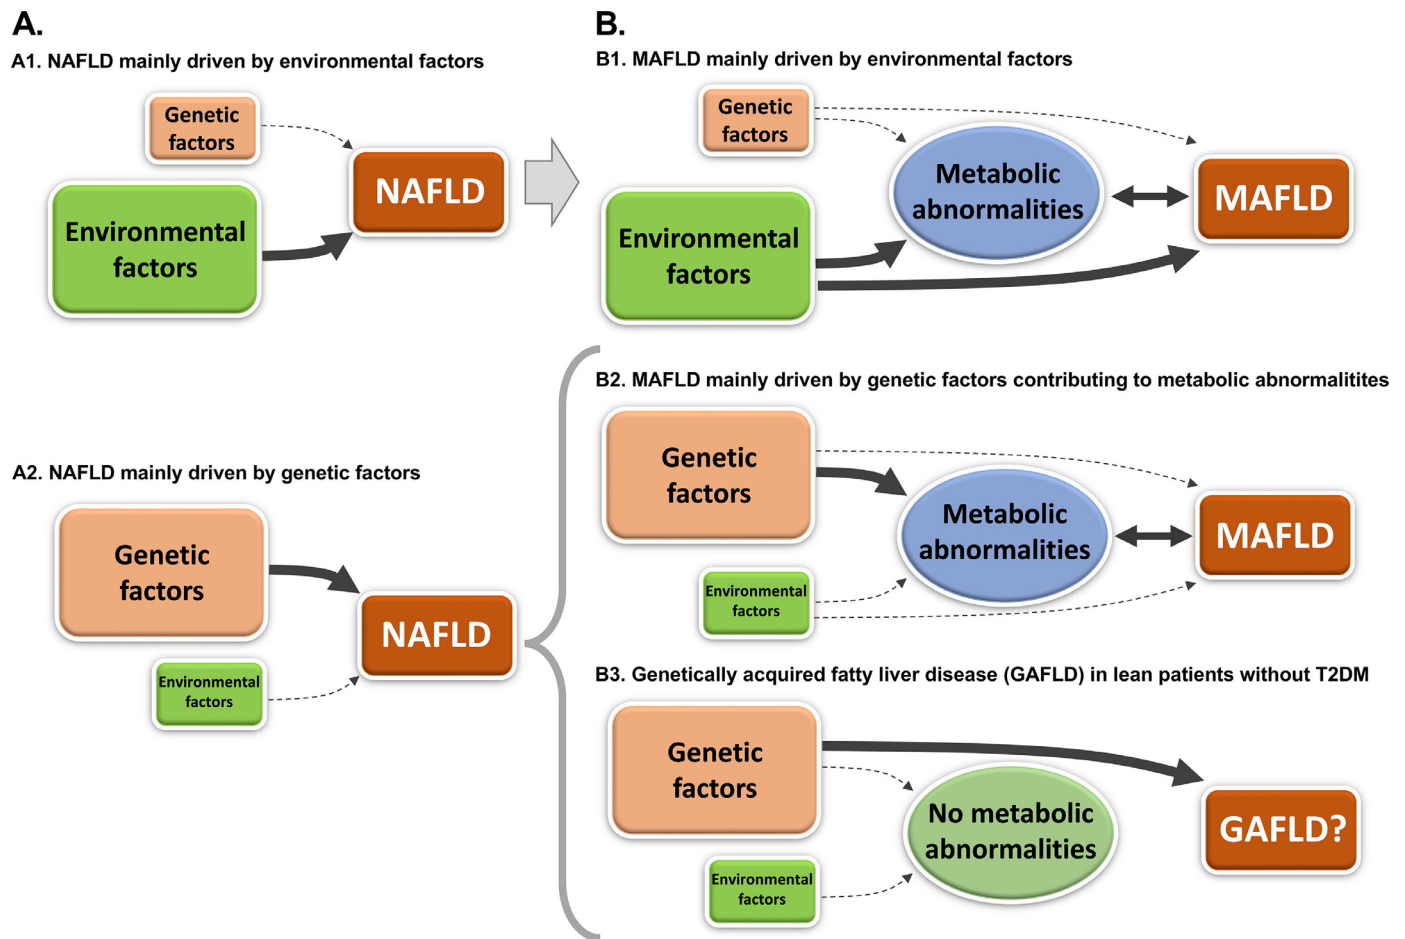 A.
A1. NAFLD mainly driven by environmental factors
Genetic
factors
NAFLD
Environmental
factors
A2. NAFLD mainly driven by genetic factors
Genetic
factors
NAFLD
Environmental
factors
B.
B1. MAFLD mainly driven by environmental factors
Genetic
factors
Metabolic
abnormalities
MAFLD
Environmental
factors
B2. MAFLD mainly driven by genetic factors contributing to metabolic abnormalitites
Genetic
factors
Metabolic
abnormalities
MAFLD
Environmental
factors
B3. Genetically acquired fatty liver disease (GAFLD) in lean patients without T2DM
Genetic
factors
No metabolic
abnormalities
GAFLD?
Environmental
factors